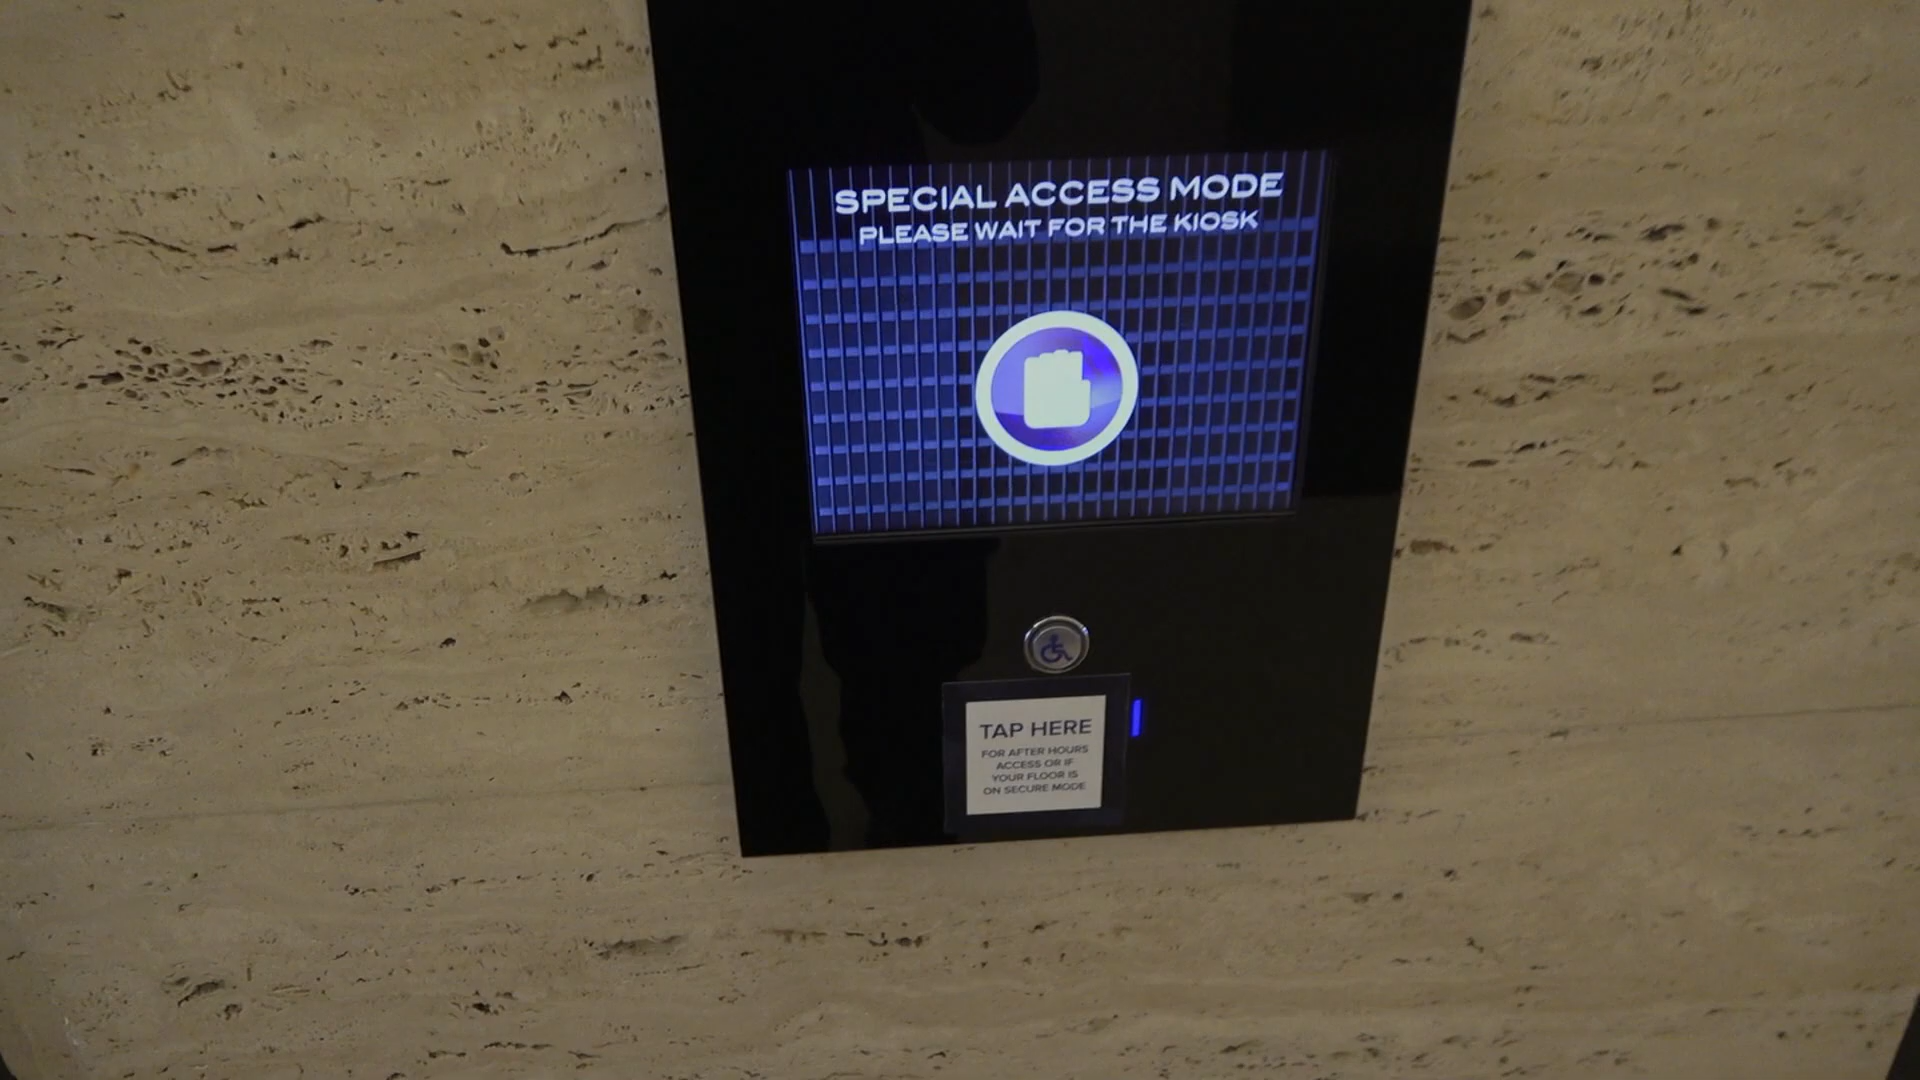 SPECIAL ACCESS MODE
PLEASE WAIT FOR THE KIOSK
TAP HERE
FOR AFTER HOURS
ACCESS OR IF
YOUR FLOOR IS
ON SECURE MODE